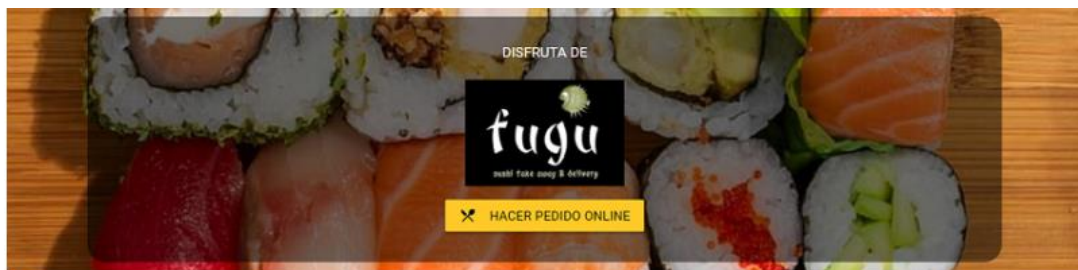 DISFRUTA DE
fugu
sushi take away & delivery
HACER PEDIDO ONLINE